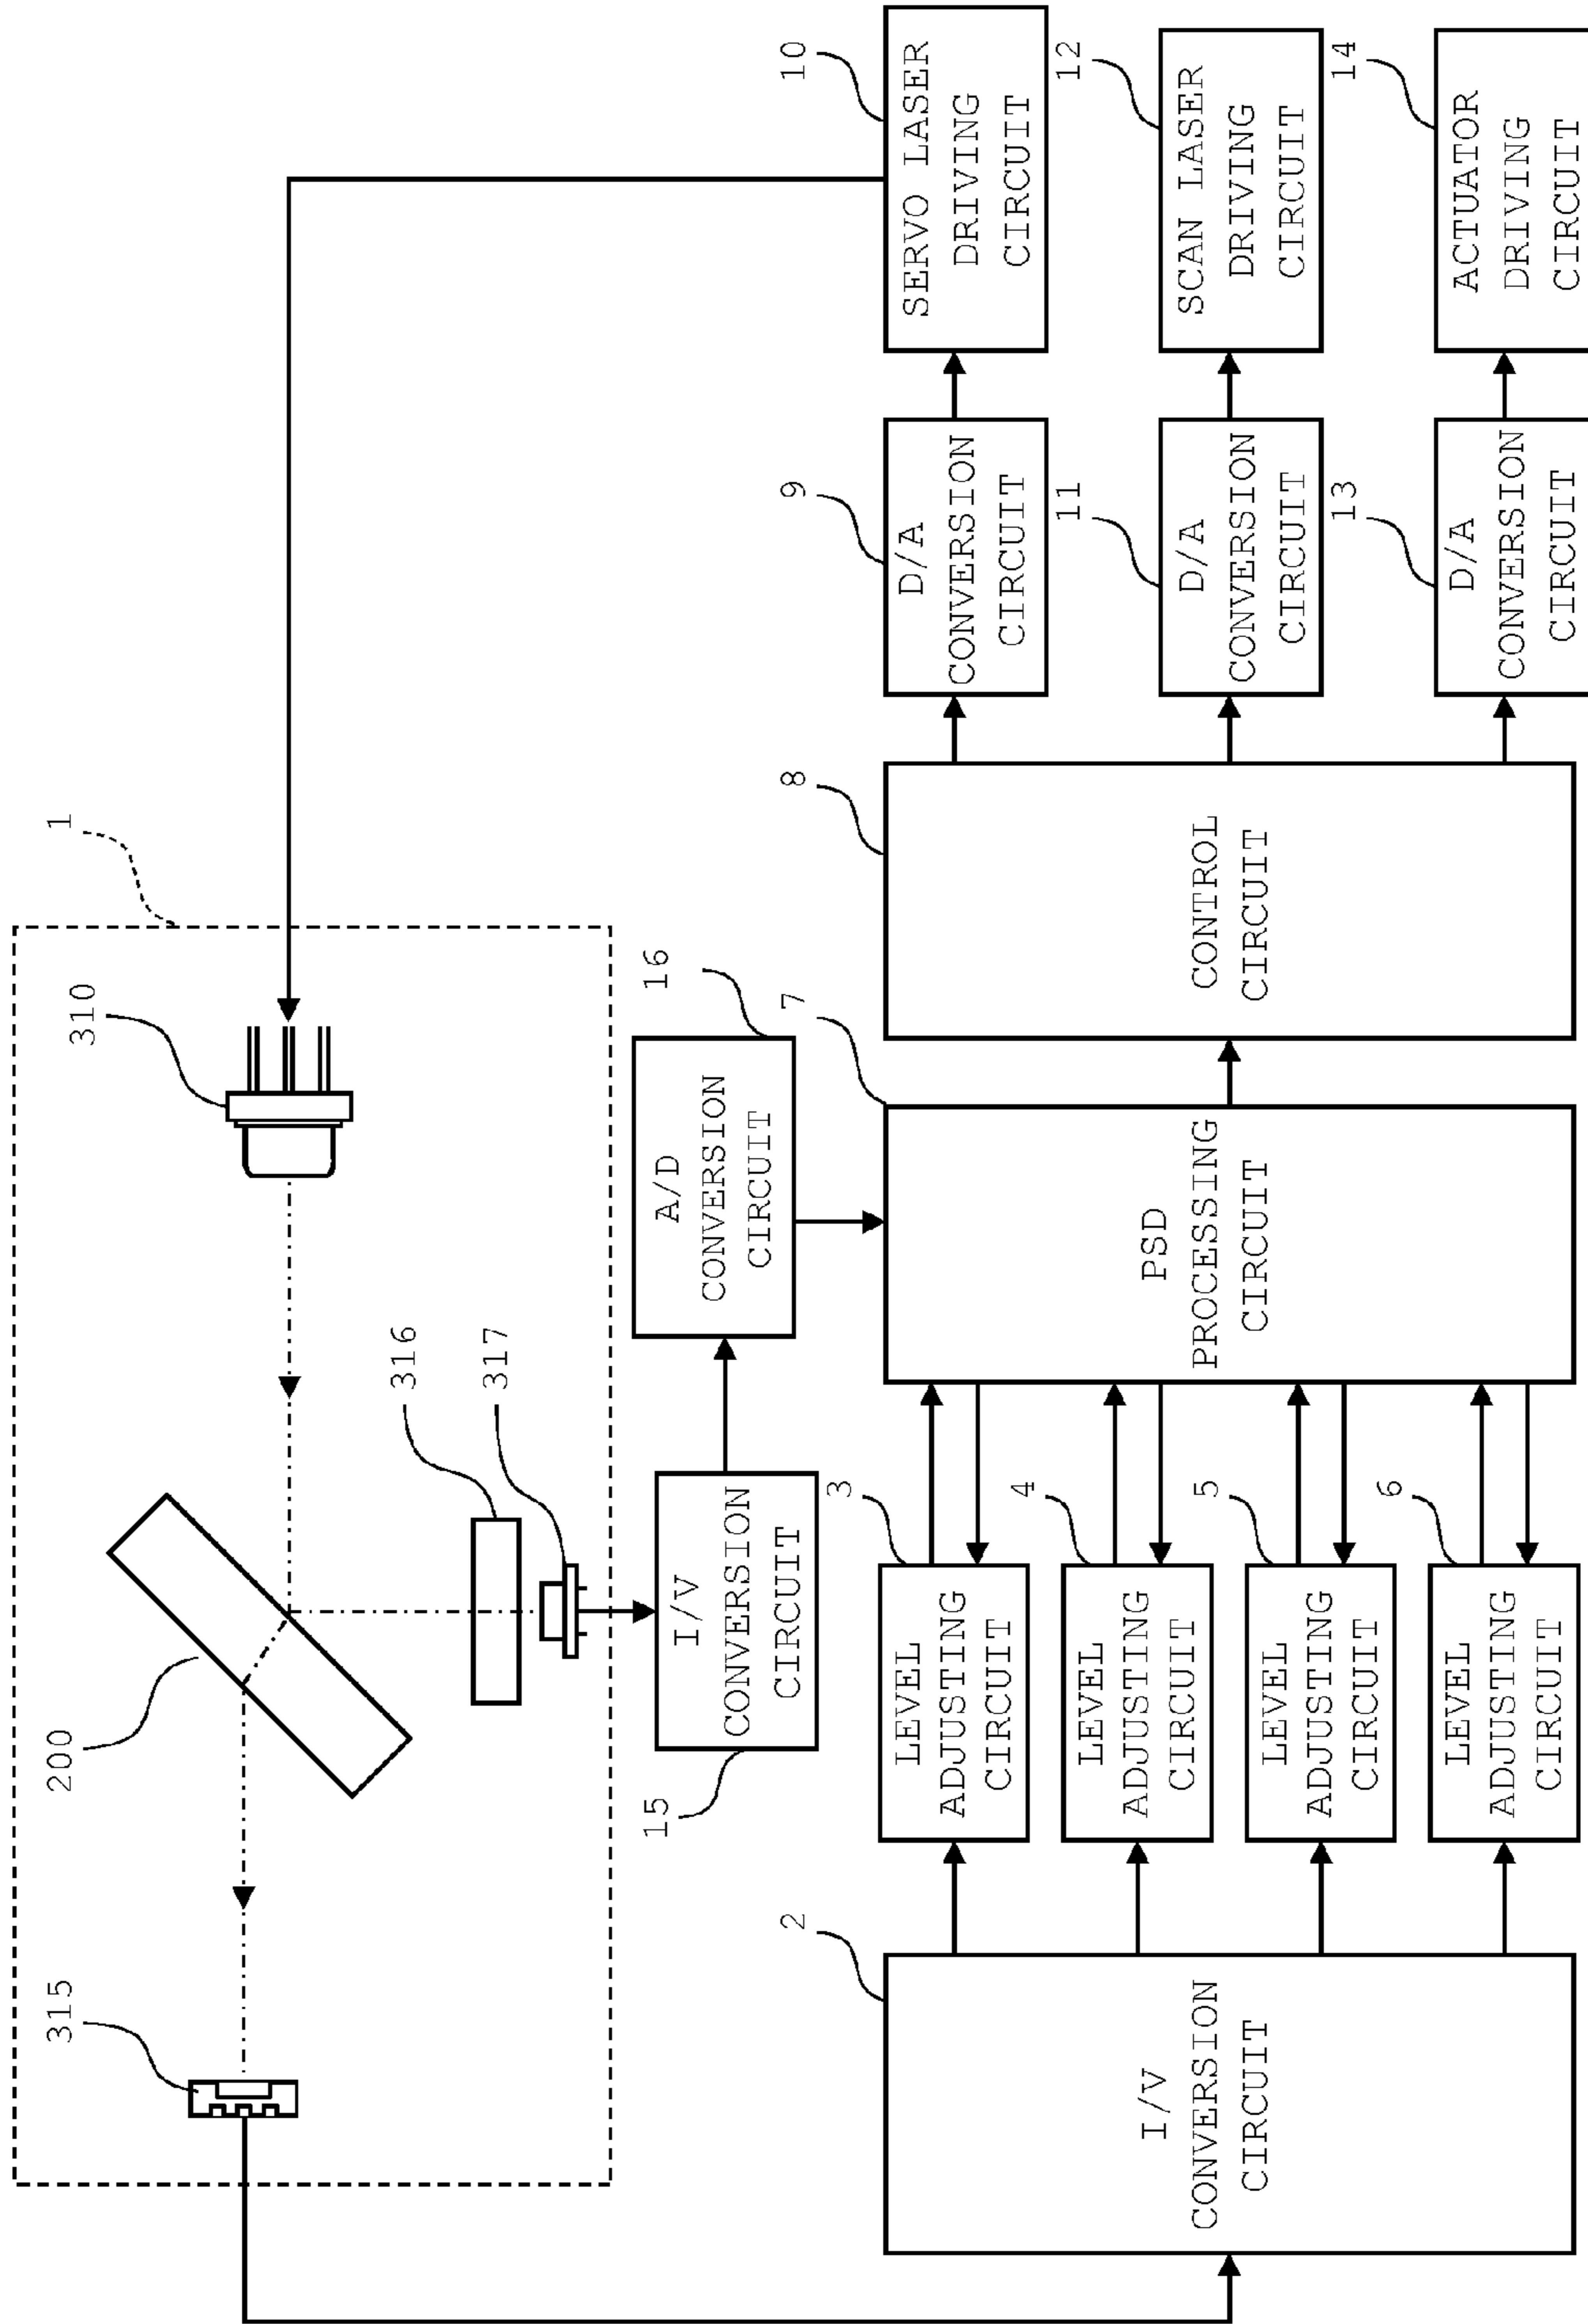 1
310
200
315
316
317
16
A/D
CONVERSION
CIRCUIT
15
I/V
CONVERSION
CIRCUIT
2
I/V
CONVERSION
CIRCUIT
3
LEVEL
ADJUSTING
CIRCUIT
4
LEVEL
ADJUSTING
CIRCUIT
5
LEVEL
ADJUSTING
CIRCUIT
6
LEVEL
ADJUSTING
CIRCUIT
7
PSD
PROCESSING
CIRCUIT
8
CONTROL
CIRCUIT
9
D/A
CONVERSION
CIRCUIT
10
SERVO LASER
DRIVING
CIRCUIT
11
D/A
CONVERSION
CIRCUIT
12
SCAN LASER
DRIVING
CIRCUIT
13
D/A
CONVERSION
CIRCUIT
14
ACTUATOR
DRIVING
CIRCUIT